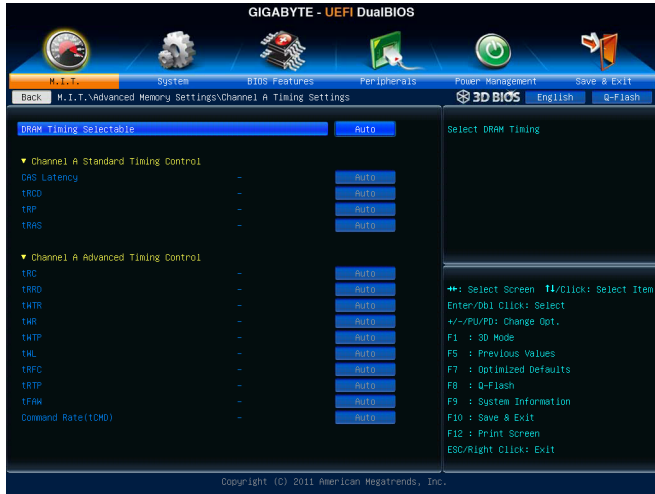 GIGABYTE - UEFI DualBIOS
M.I.T. System BIOS Features Peripherals Power Management Save & Exit
Back M.I.T.\Advanced Memory Settings\Channel A Timing Settings 3D BIOS English Q-Flash
DRAM Timing Selectable Auto
▼ Channel A Standard Timing Control
CAS Latency - Auto
tRCD - Auto
tRP - Auto
tRAS - Auto
▼ Channel A Advanced Timing Control
tRC - Auto
tRRD - Auto
tWTR - Auto
tWR - Auto
tWTP - Auto
tWL - Auto
tRFC - Auto
tRTP - Auto
tFAW - Auto
Command Rate(tCMD) - Auto
Select DRAM Timing
→←: Select Screen ↑↓/Click: Select Item
Enter/Dbl Click: Select
+/-/PU/PD: Change Opt.
F1 : 3D Mode
F5 : Previous Values
F7 : Optimized Defaults
F8 : Q-Flash
F9 : System Information
F10 : Save & Exit
F12 : Print Screen
ESC/Right Click: Exit
Copyright (C) 2011 American Megatrends, Inc.